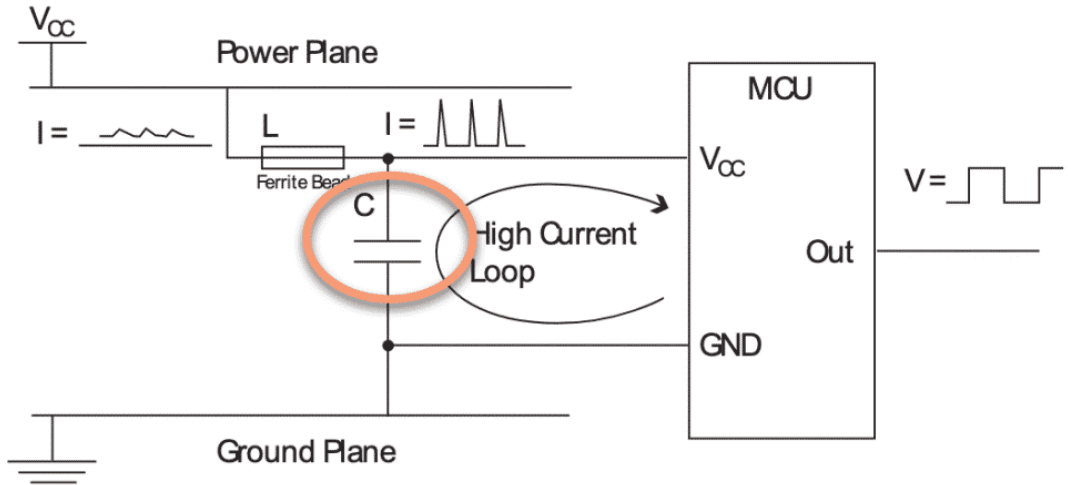 VCC
Power Plane
MCU
I =
L
I =
Ferrite Bead
VCC
V =
C
High Current
Loop
Out
GND
Ground Plane